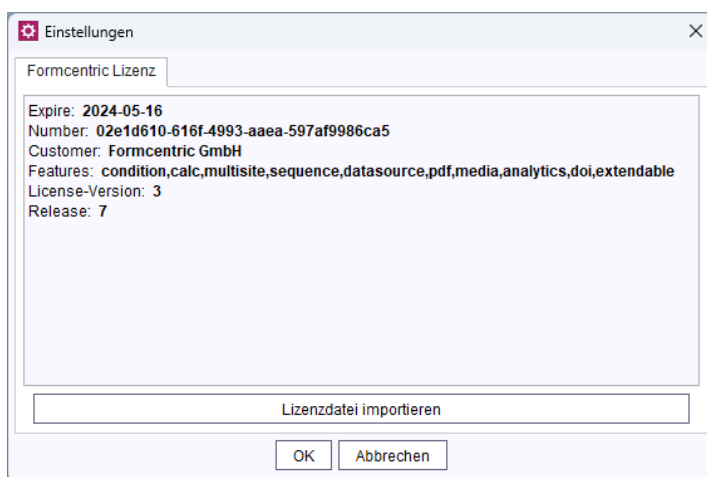 Einstellungen
Formcentric Lizenz
Expire: 2024-05-16
Number: 02e1d610-616f-4993-aaea-597af9986ca5
Customer: Formcentric GmbH
Features: condition,calc,multisite,sequence,datasource,pdf,media,analytics,doi,extendable
License-Version: 3
Release: 7
Lizenzdatei importieren
OK Abbrechen